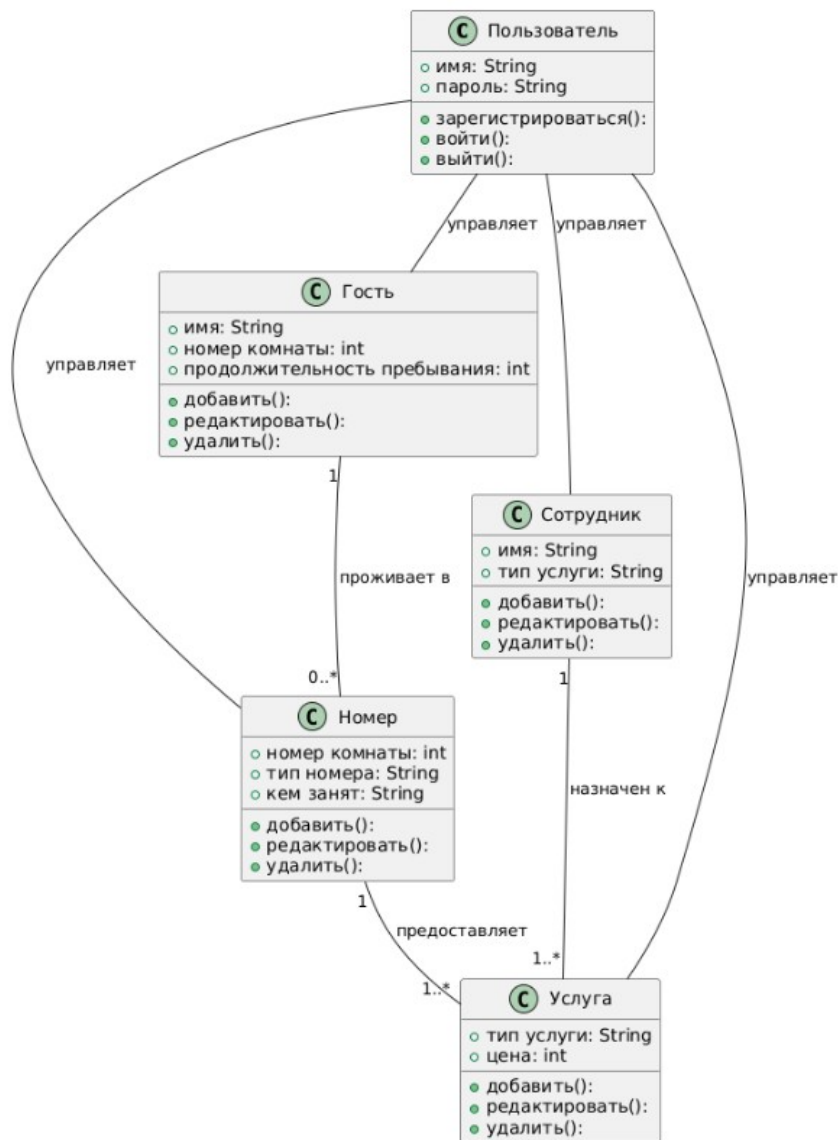 C Пользователь
имя: String
пароль: String
зарегистрироваться():
войти():
выйти():
управляет
управляет
C Гость
имя: String
номер комнаты: int
продолжительность пребывания: int
добавить():
редактировать():
удалить():
управляет
1
C Сотрудник
имя: String
тип услуги: String
добавить():
редактировать():
удалить():
проживает в
управляет
0..*
1
C Номер
номер комнаты: int
тип номера: String
кем занят: String
добавить():
редактировать():
удалить():
назначен к
1
предоставляет
1..*
1..*
C Услуга
тип услуги: String
цена: int
добавить():
редактировать():
удалить():